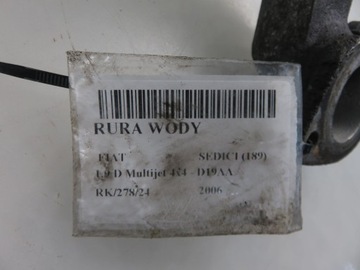 RURA WODY
FIAT SEDICI (189)
1.9 D Multijet 4x4 - D19AA
RK/278/24 2006